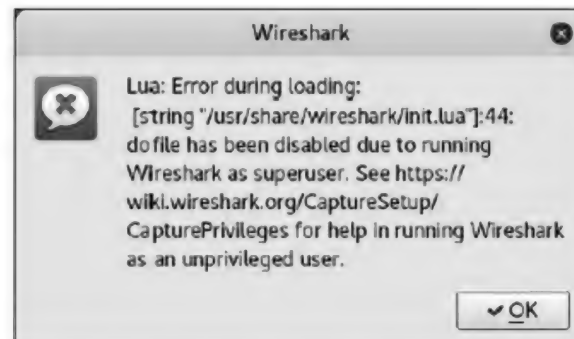 Wireshark
Lua: Error during loading:
[string "/usr/share/wireshark/init.lua"]:44:
dofile has been disabled due to running
Wireshark as superuser. See https://
wiki.wireshark.org/CaptureSetup/
CapturePrivileges for help in running Wireshark
as an unprivileged user.
OK